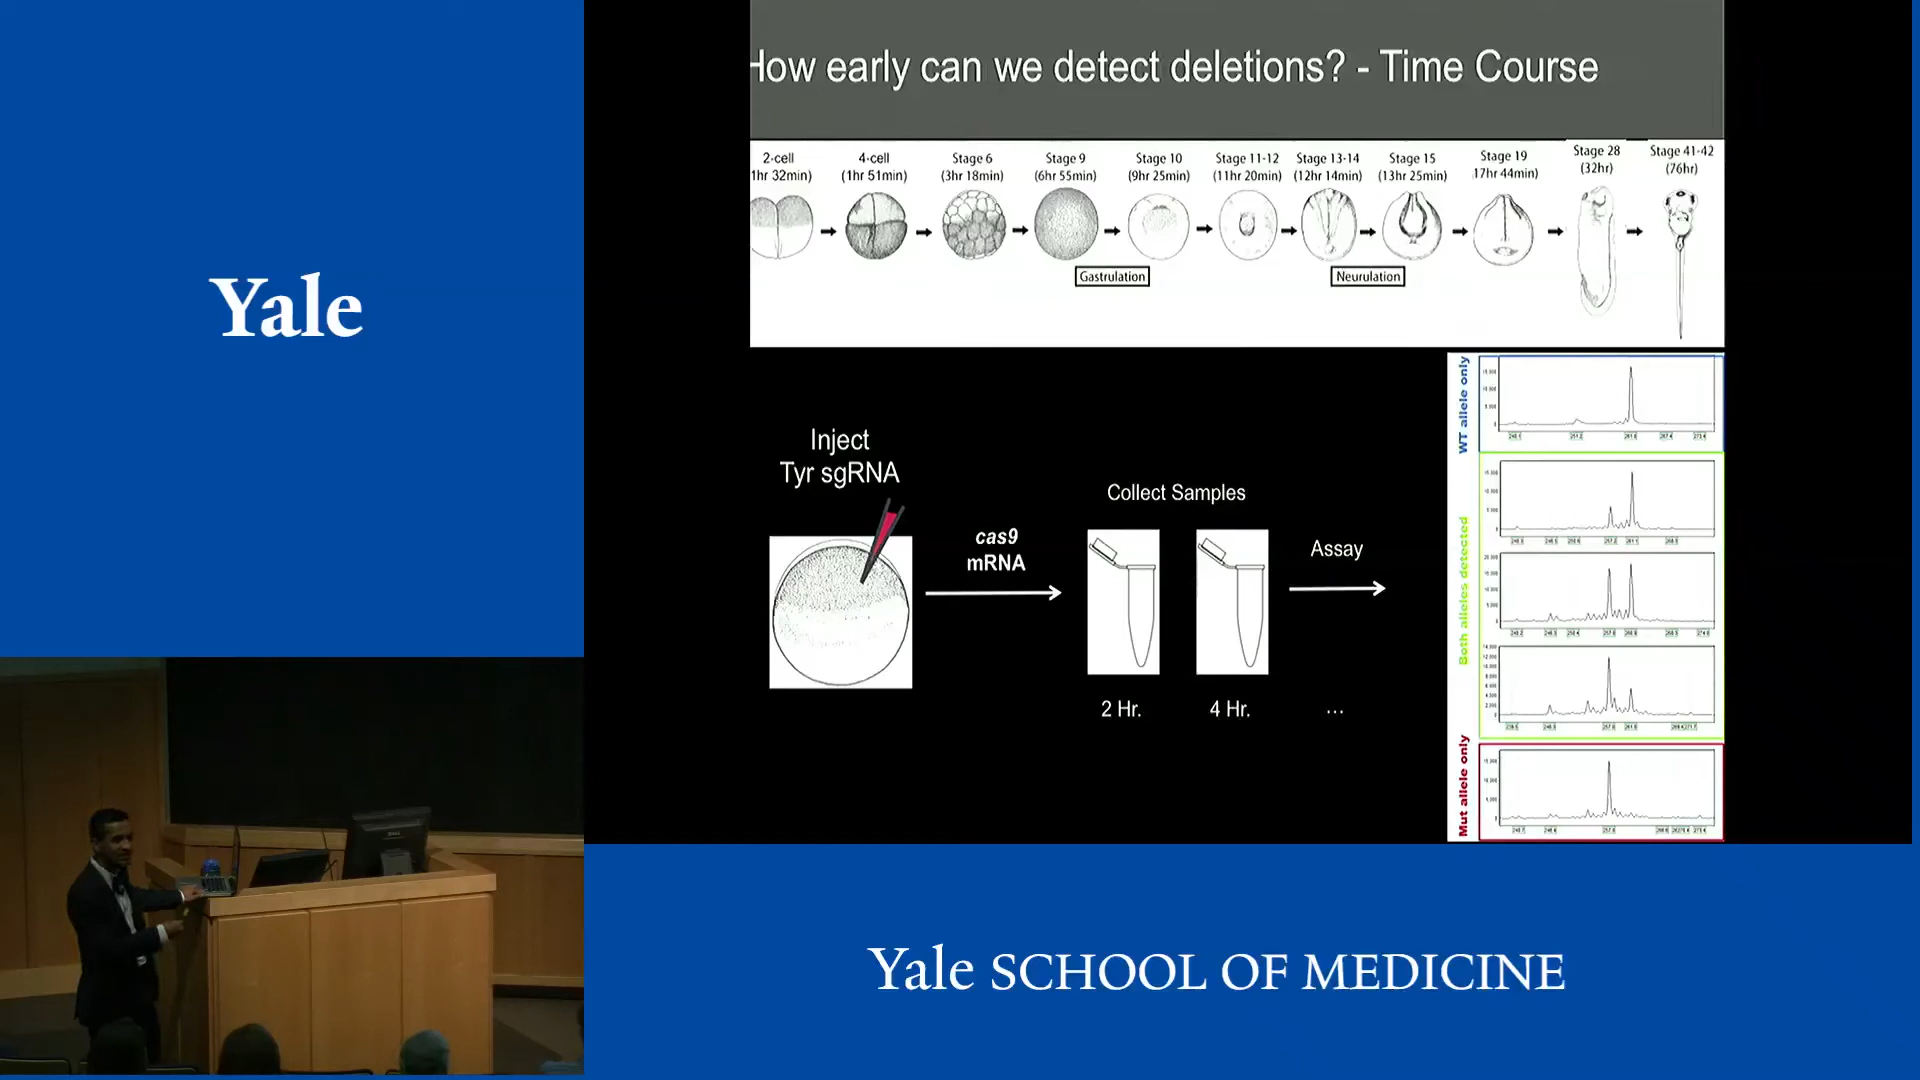 Yale
How early can we detect deletions? - Time Course
2-cell
1hr 32min)
4-cell
(1hr 51min)
Stage 6
(3hr 18min)
Stage 9
(6hr 55min)
Stage 10
(9hr 25min)
Stage 11-12
(11hr 20min)
Stage 13-14
(12hr 14min)
Stage 15
(13hr 25min)
Stage 19
17hr 44min)
Stage 28
(32hr)
Stage 41-42
(76hr)
Gastrulation
Neurulation
Inject
Tyr sgRNA
cas9
mRNA
Collect Samples
2 Hr.
4 Hr.
...
Assay
WT allele only
Both alleles detected
Mut allele only
Yale SCHOOL OF MEDICINE